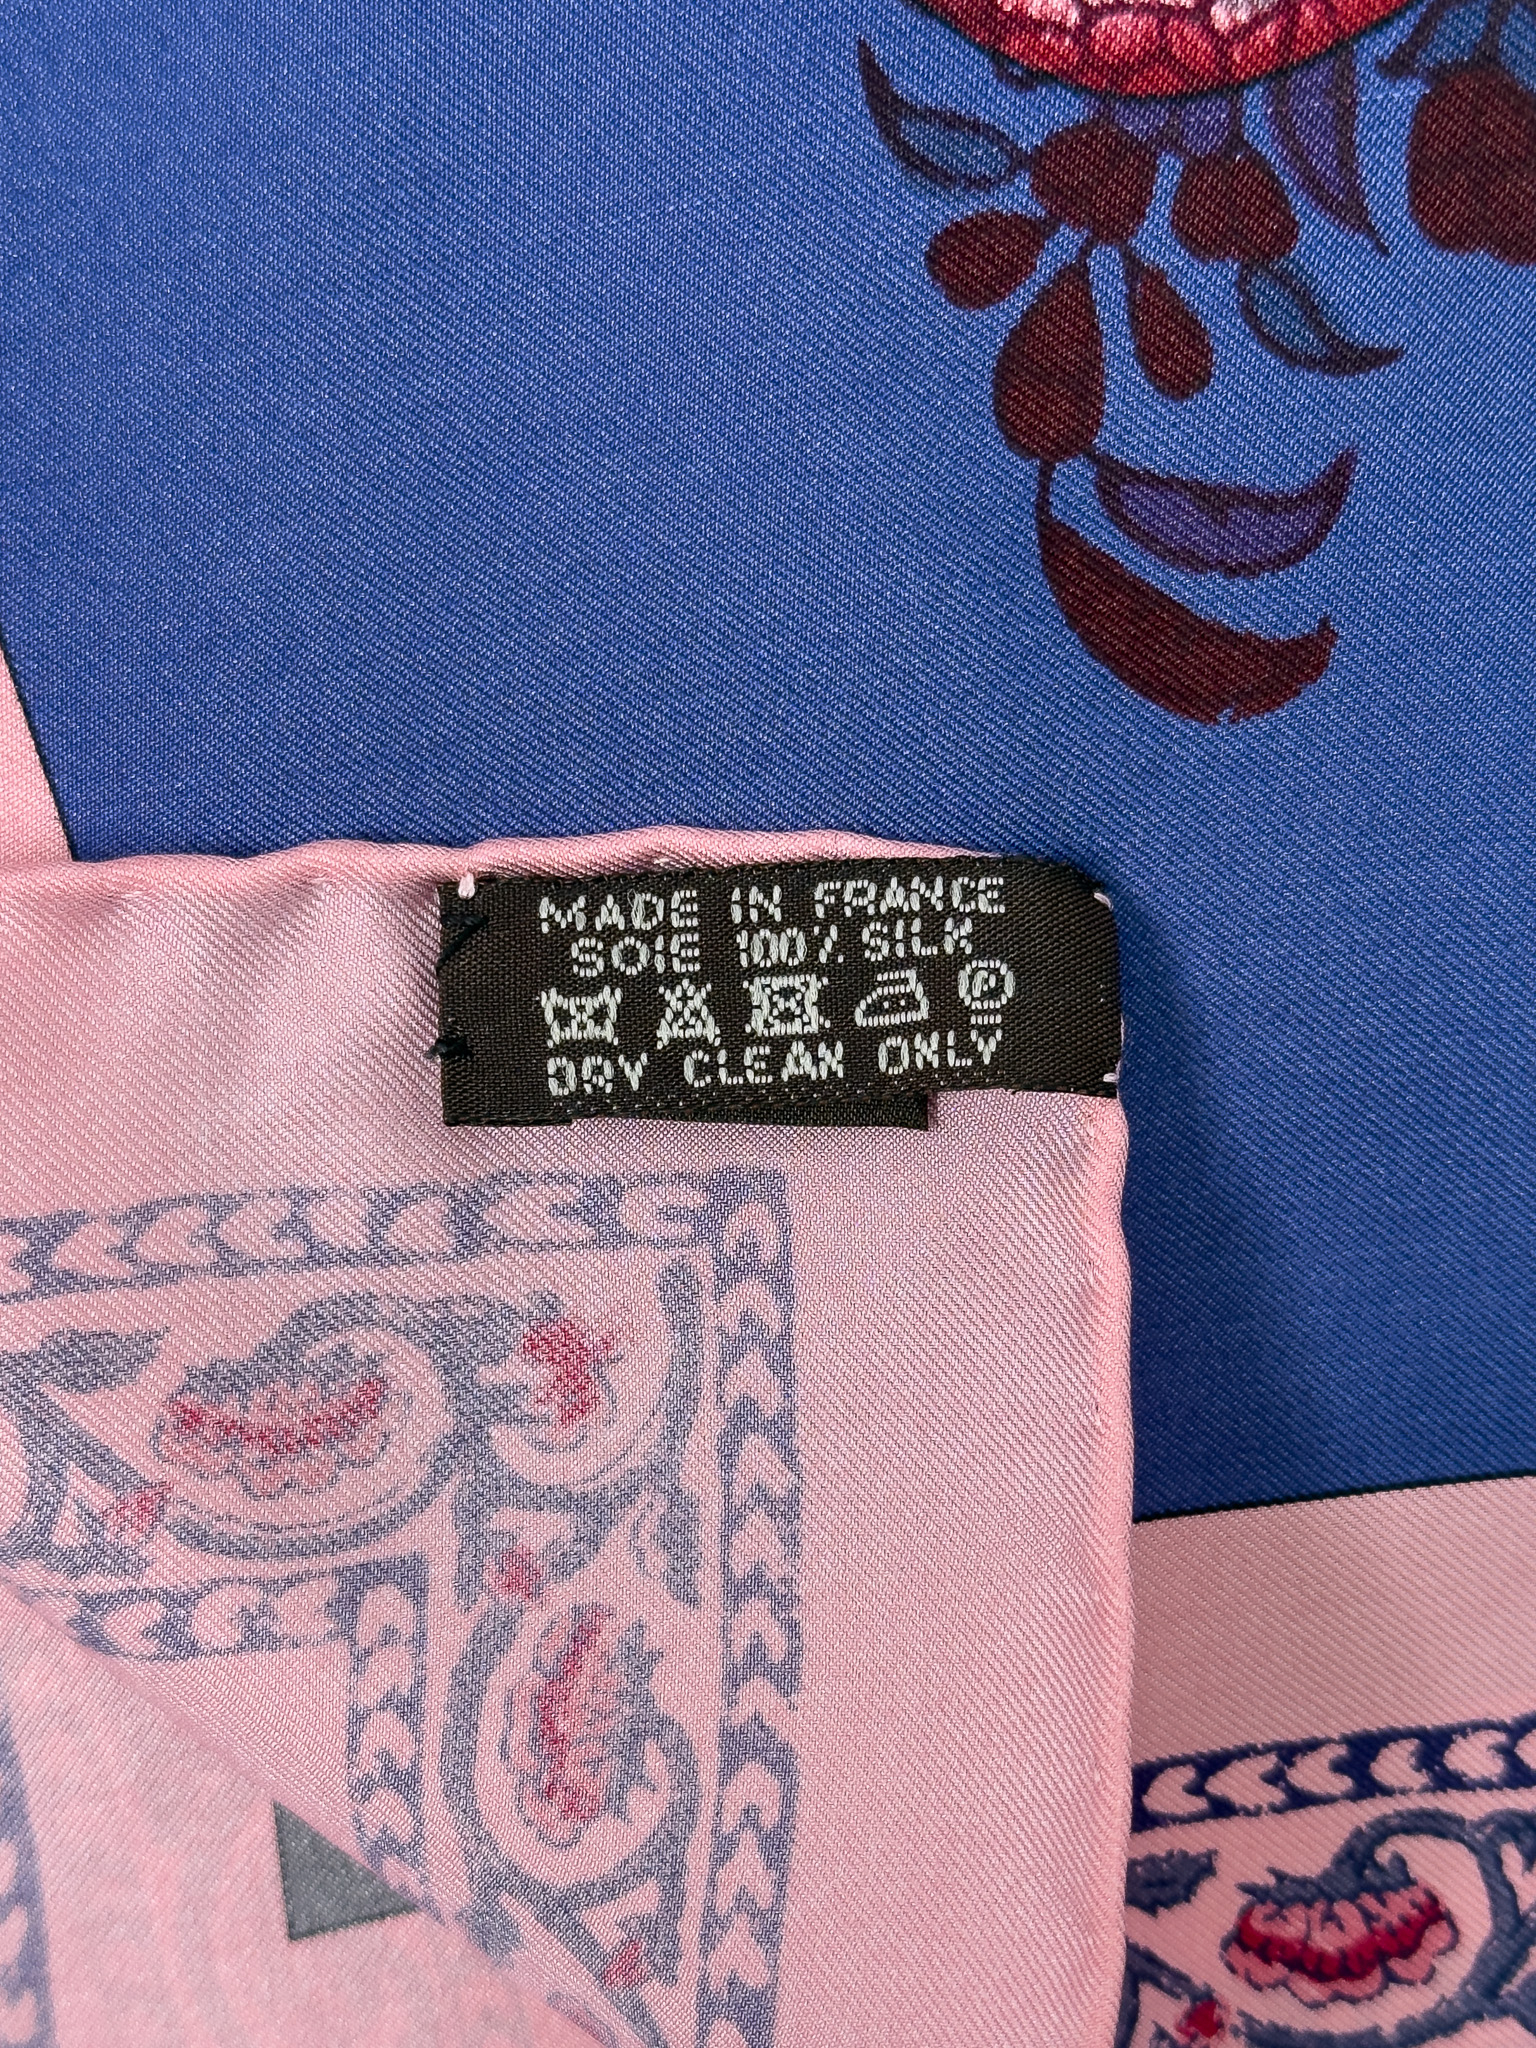 MADE IN FRANCE
SOIE 100% SILK
P
DRY CLEAN ONLY